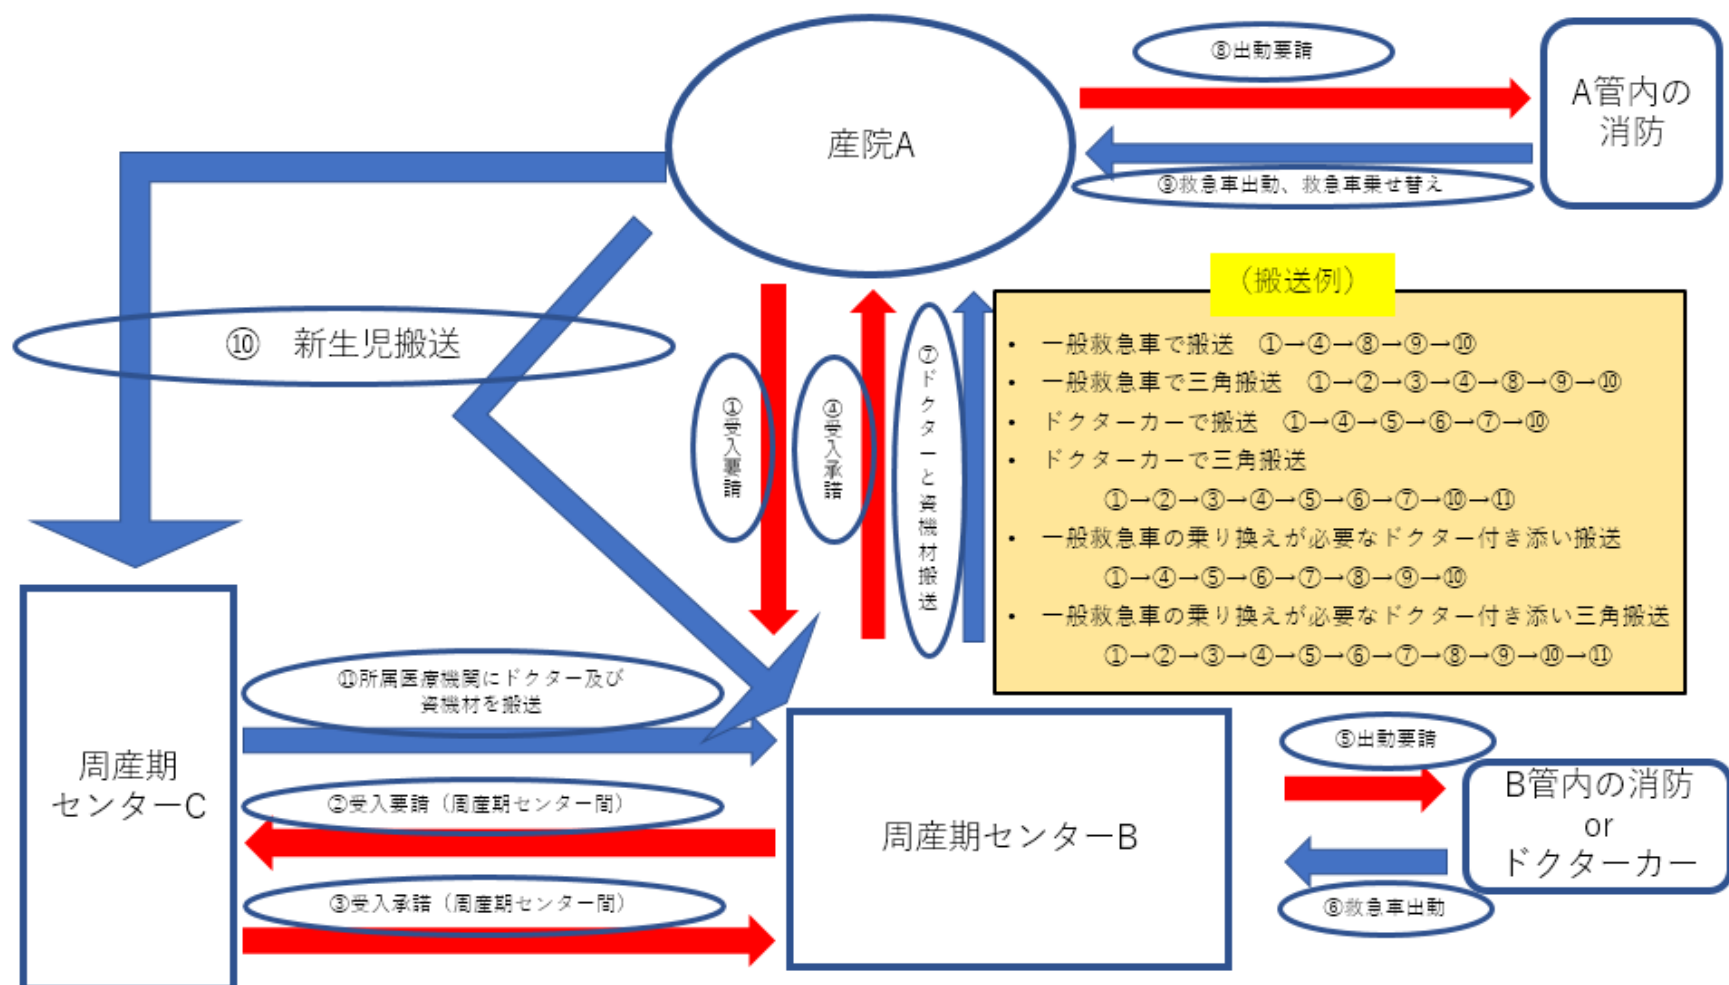 ⑧出動要請
A管内の
消防
産院A
⑨救急車出動、救急車乗せ替え
（搬送例）
⑩　新生児搬送
①受入要請
④受入承諾
⑦ドクターと資機材搬送
• 一般救急車で搬送　①→④→⑧→⑨→⑩
• 一般救急車で三角搬送　①→②→③→④→⑧→⑨→⑩
• ドクターカーで搬送　①→④→⑤→⑥→⑦→⑩
• ドクターカーで三角搬送
①→②→③→④→⑤→⑥→⑦→⑩→⑪
• 一般救急車の乗り換えが必要なドクター付き添い搬送
①→④→⑤→⑥→⑦→⑧→⑨→⑩
• 一般救急車の乗り換えが必要なドクター付き添い三角搬送
①→②→③→④→⑤→⑥→⑦→⑧→⑨→⑩→⑪
⑪所属医療機関にドクター及び
資機材を搬送
周産期
センターC
②受入要請（周産期センター間）
③受入承諾（周産期センター間）
周産期センターB
⑤出動要請
B管内の消防
or
ドクターカー
⑥救急車出動